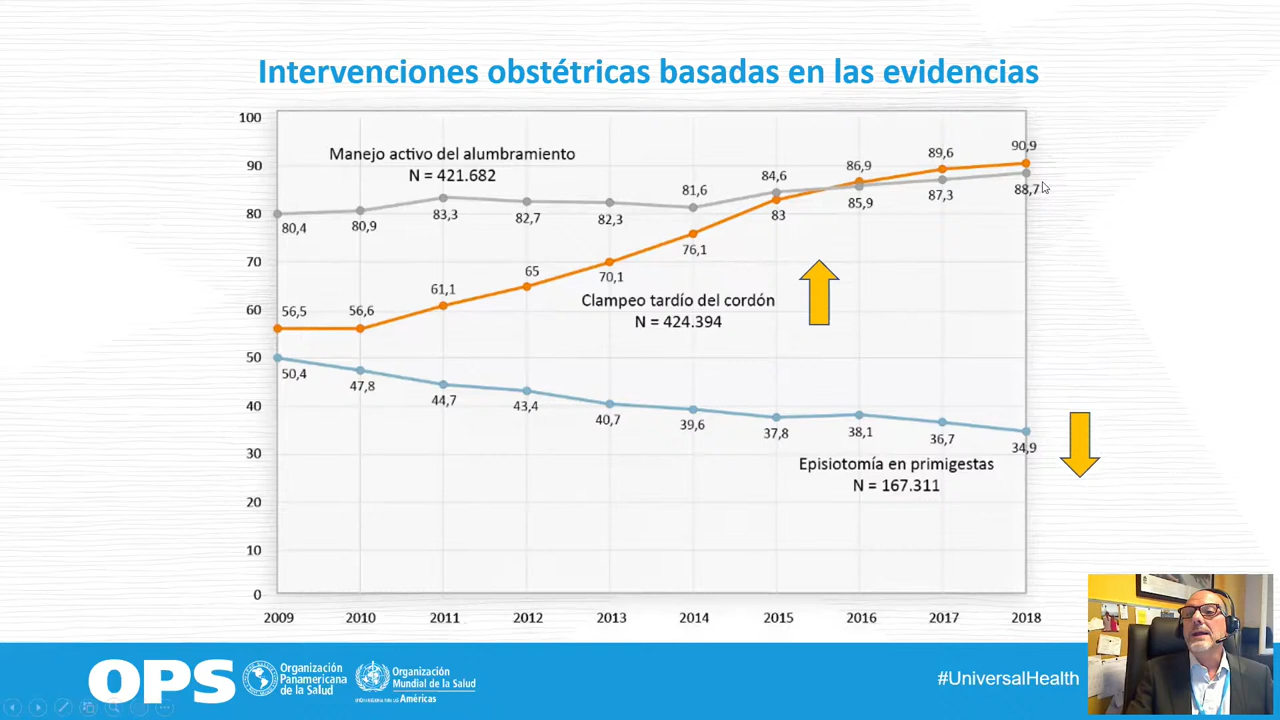 Intervenciones obstétricas basadas en las evidencias
100
90
80
70
60
50
40
30
20
10
0
Manejo activo del alumbramiento
N = 421.682
80,4
80,9
83,3
82,7
82,3
81,6
84,6
85,9
87,3
88,7
56,5
56,6
61,1
65
70,1
76,1
83
86,9
89,6
90,9
Clampeo tardío del cordón
N = 424.394
50,4
47,8
44,7
43,4
40,7
39,6
37,8
38,1
36,7
34,9
Episiotomía en primigestas
N = 167.311
2009 2010 2011 2012 2013 2014 2015 2016 2017 2018
OPS
Organización
Panamericana
de la Salud
Organización
Mundial de la Salud
Américas
#UniversalHealth